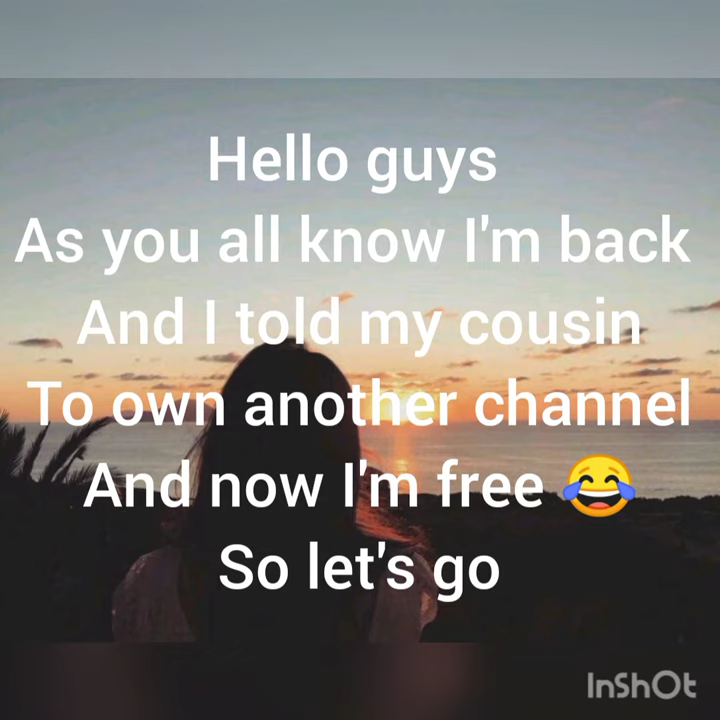 Hello guys
As you all know I'm back
And I told my cousin
To own another channel
And now I'm free 😂
So let's go
InShOt